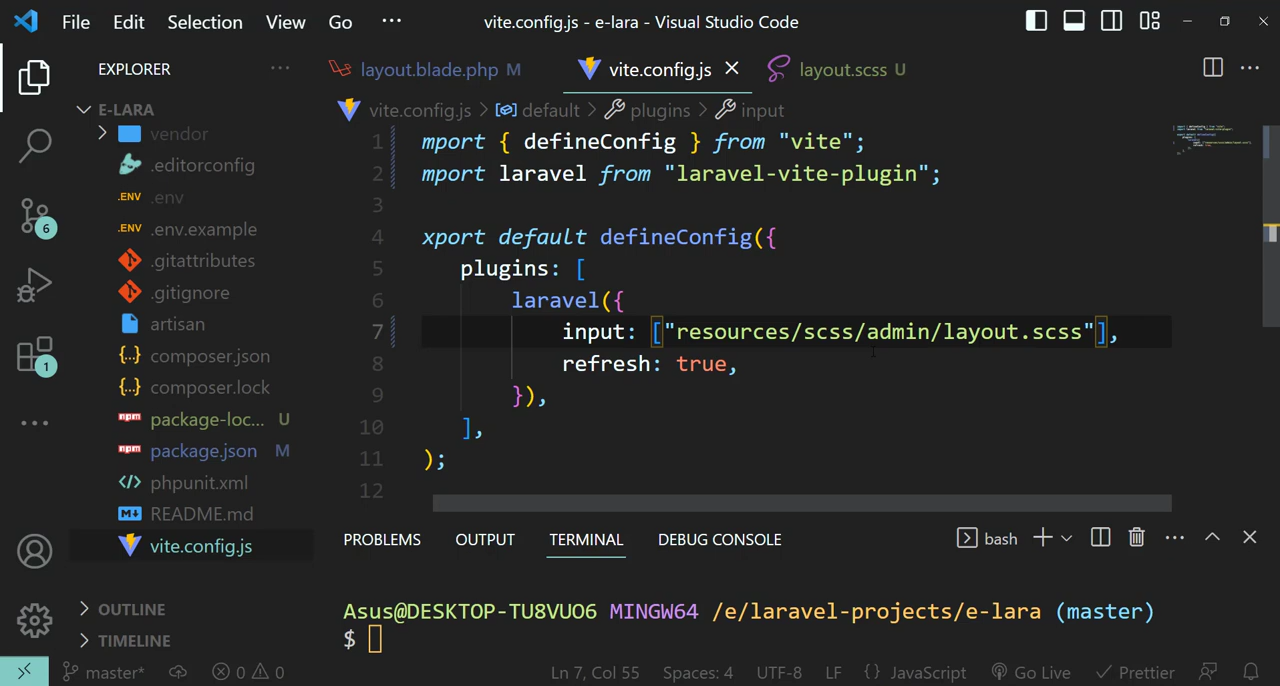 File Edit Selection View Go ··· vite.config.js - e-lara - Visual Studio Code
EXPLORER ···
layout.blade.php M vite.config.js layout.scss U ···
E-LARA
vite.config.js > default > plugins > input
vendor
.editorconfig
.ENV .env
.ENV .env.example
.gitattributes
.gitignore
artisan
{..} composer.json
{..} composer.lock
npm package-loc... U
npm package.json M
phpunit.xml
README.md
vite.config.js
OUTLINE
TIMELINE
6
1
···
1 mport { defineConfig } from "vite";
2 mport laravel from "laravel-vite-plugin";
3
4 xport default defineConfig({
5 plugins: [
6 laravel({
7 input: ["resources/scss/admin/layout.scss"],
8 refresh: true,
9 }),
10 ],
11 );
12
PROBLEMS OUTPUT TERMINAL DEBUG CONSOLE bash ···
Asus@DESKTOP-TU8VUO6 MINGW64 /e/laravel-projects/e-lara (master)
$
master* 0 0 Ln 7, Col 55 Spaces: 4 UTF-8 LF {} JavaScript Go Live Prettier